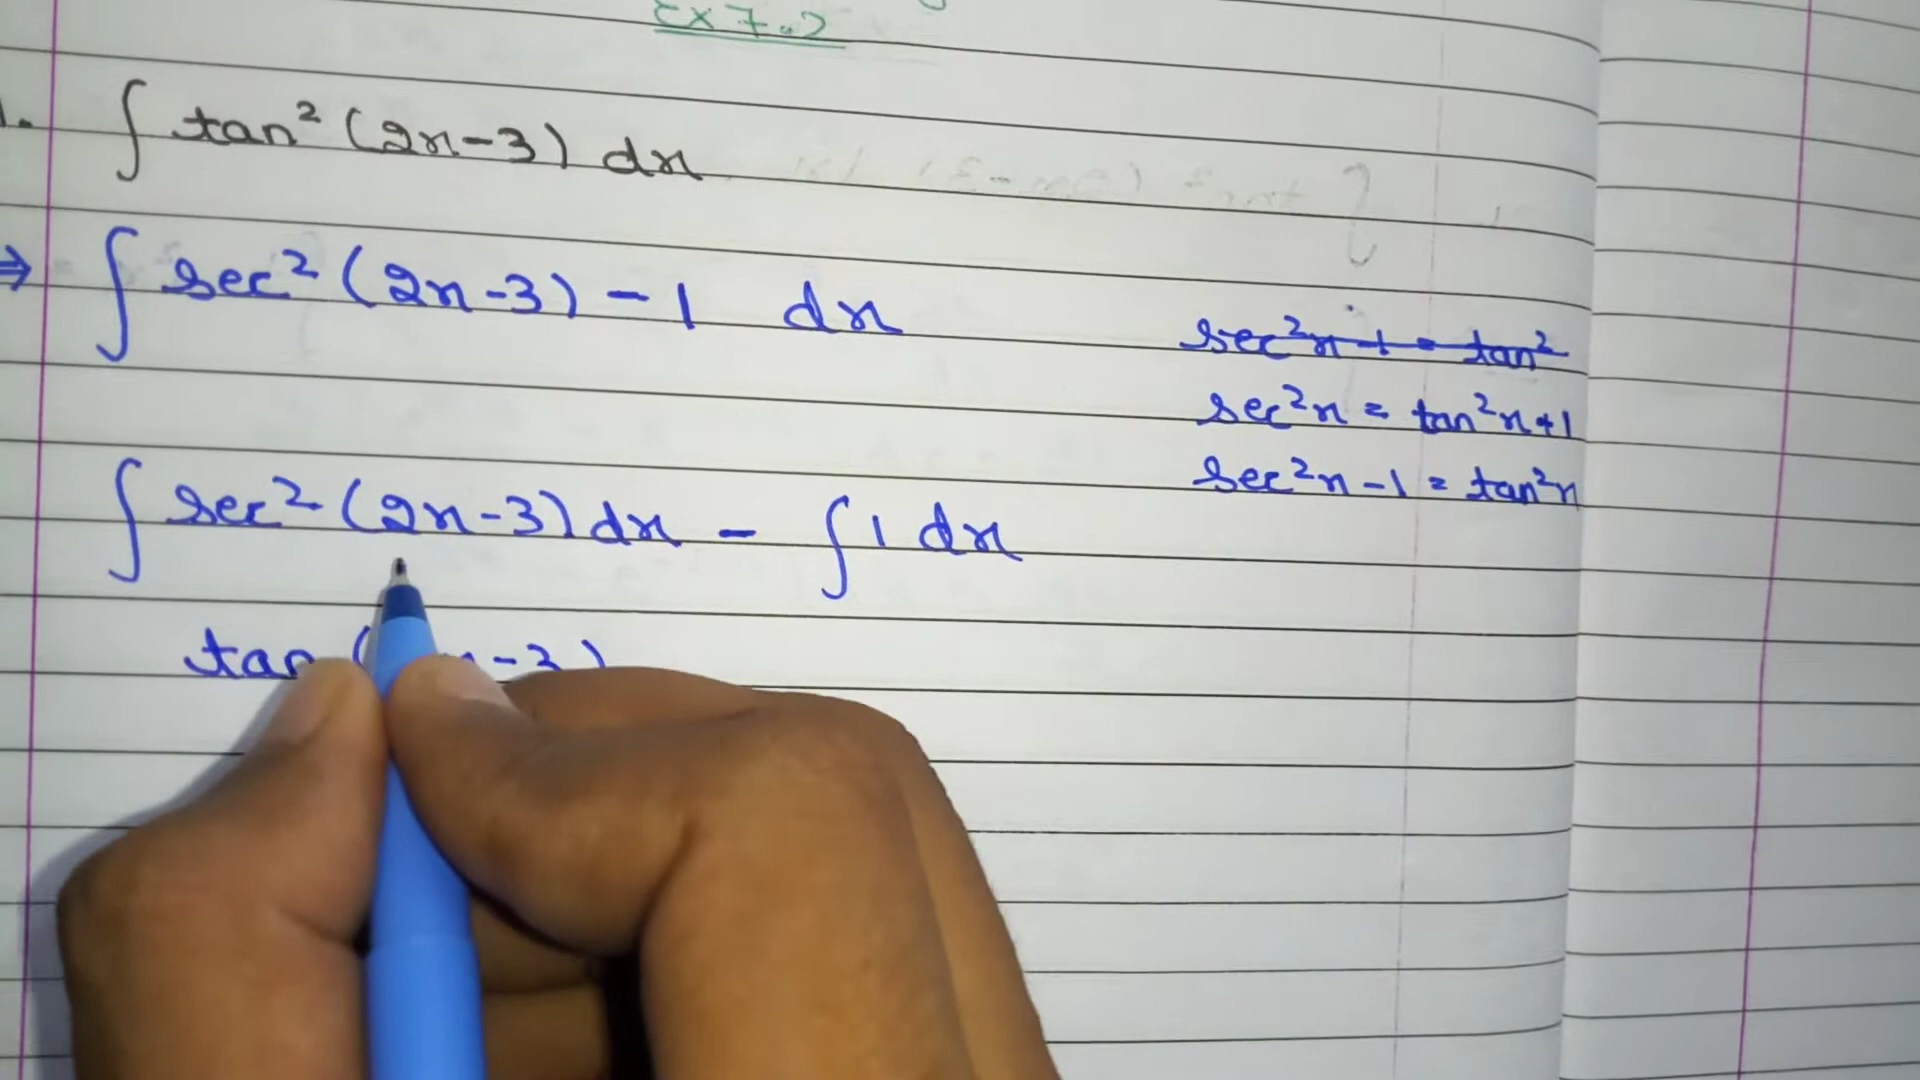 Ex 7.2
1. ∫ tan² (2x-3) dx
⇒ ∫ sec² (2x-3) - 1 dx
sec²x - 1 = tan²
sec²x = tan²x + 1
sec²x - 1 = tan²x
∫ sec² (2x-3) dx - ∫ 1 dx
tan ( -3)